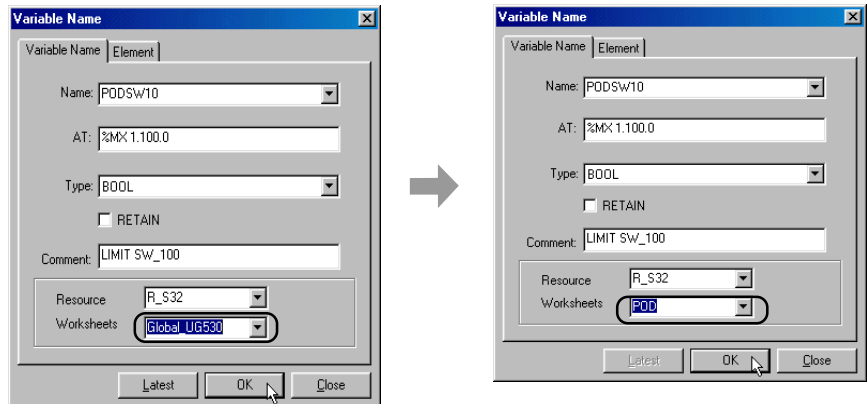 Variable Name
Variable Name Element
Name: PODSW10
AT: %MX 1.100.0
Type: BOOL
RETAIN
Comment: LIMIT SW_100
Resource R_S32
Worksheets Global_UG530
Latest OK Close
Variable Name
Variable Name Element
Name: PODSW10
AT: %MX 1.100.0
Type: BOOL
RETAIN
Comment: LIMIT SW_100
Resource R_S32
Worksheets POD
Latest OK Close